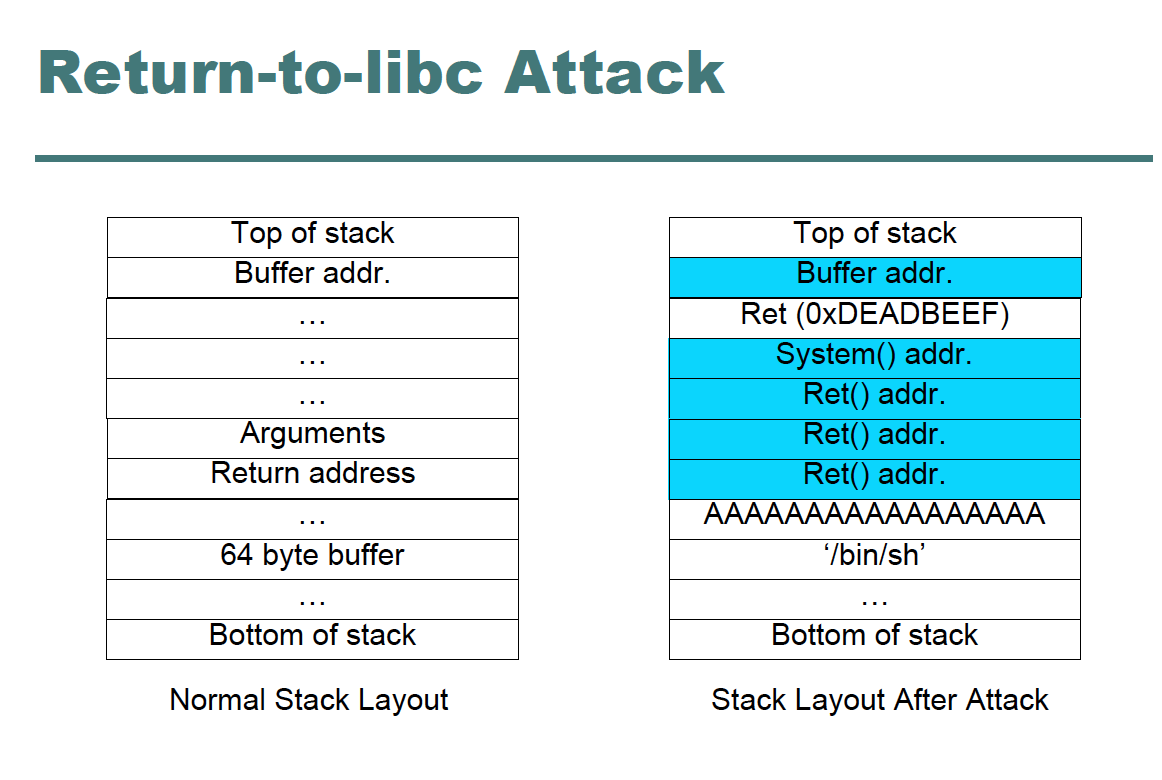 Return-to-libc Attack
Top of stack
Buffer addr.
…
…
…
Arguments
Return address
…
64 byte buffer
…
Bottom of stack
Normal Stack Layout
Top of stack
Buffer addr.
Ret (0xDEADBEEF)
System() addr.
Ret() addr.
Ret() addr.
Ret() addr.
AAAAAAAAAAAAAAAAA
‘/bin/sh’
…
Bottom of stack
Stack Layout After Attack